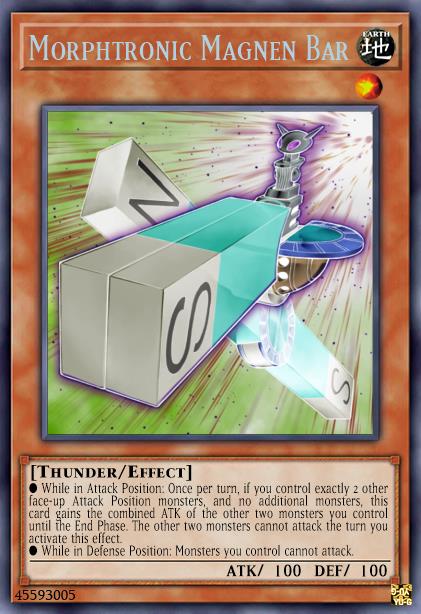 MORPHTRONIC MAGNEN BAR
EARTH
地
N
S
S
[THUNDER/EFFECT]
● While in Attack Position: Once per turn, if you control exactly 2 other
face-up Attack Position monsters, and no additional monsters, this
card gains the combined ATK of the other two monsters you control
until the End Phase. The other two monsters cannot attack the turn you
activate this effect.
● While in Defense Position: Monsters you control cannot attack.
ATK/ 100 DEF/ 100
45593005